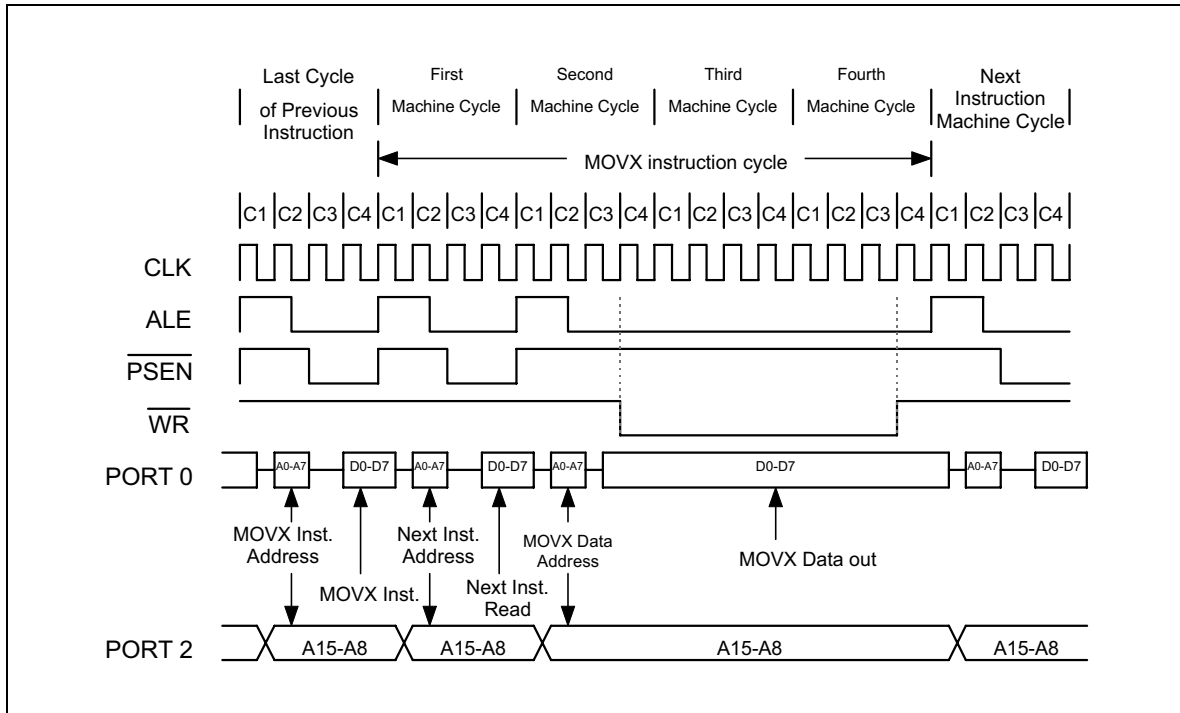 Last Cycle
of Previous
Instruction
First
Machine Cycle
Second
Machine Cycle
Third
Machine Cycle
Fourth
Machine Cycle
Next
Instruction
Machine Cycle
MOVX instruction cycle
C1 C2 C3 C4 C1 C2 C3 C4 C1 C2 C3 C4 C1 C2 C3 C4 C1 C2 C3 C4 C1 C2 C3 C4
CLK
ALE
PSEN
WR
PORT 0
A0-A7 D0-D7 A0-A7 D0-D7 A0-A7 D0-D7 A0-A7 D0-D7
MOVX Inst.
Address
MOVX Inst.
Next Inst.
Address
Next Inst.
Read
MOVX Data
Address
MOVX Data out
PORT 2
A15-A8 A15-A8 A15-A8 A15-A8